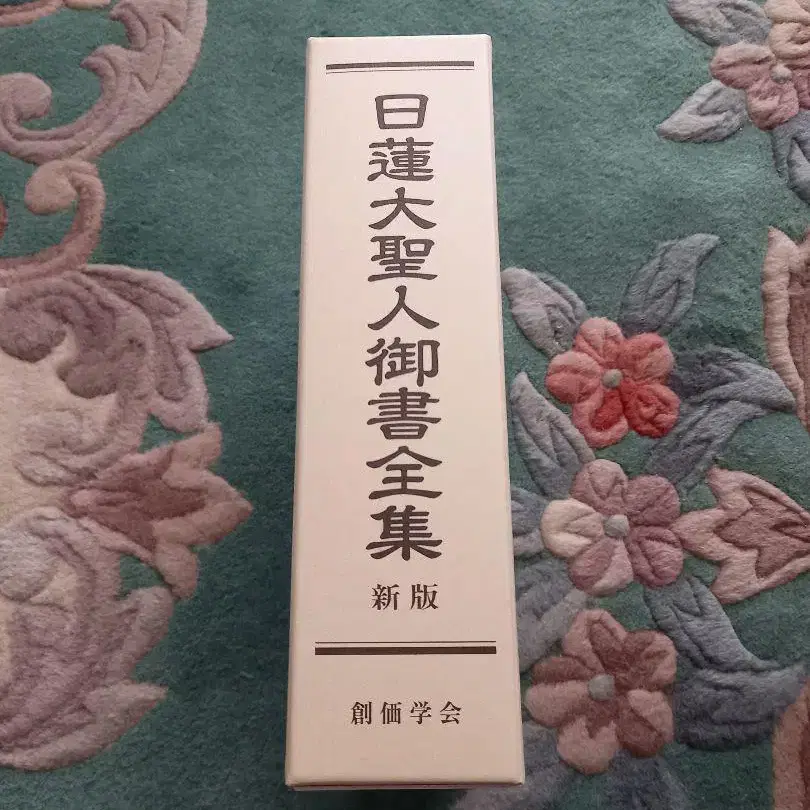 日蓮大聖人御書全集
新版
創価学会